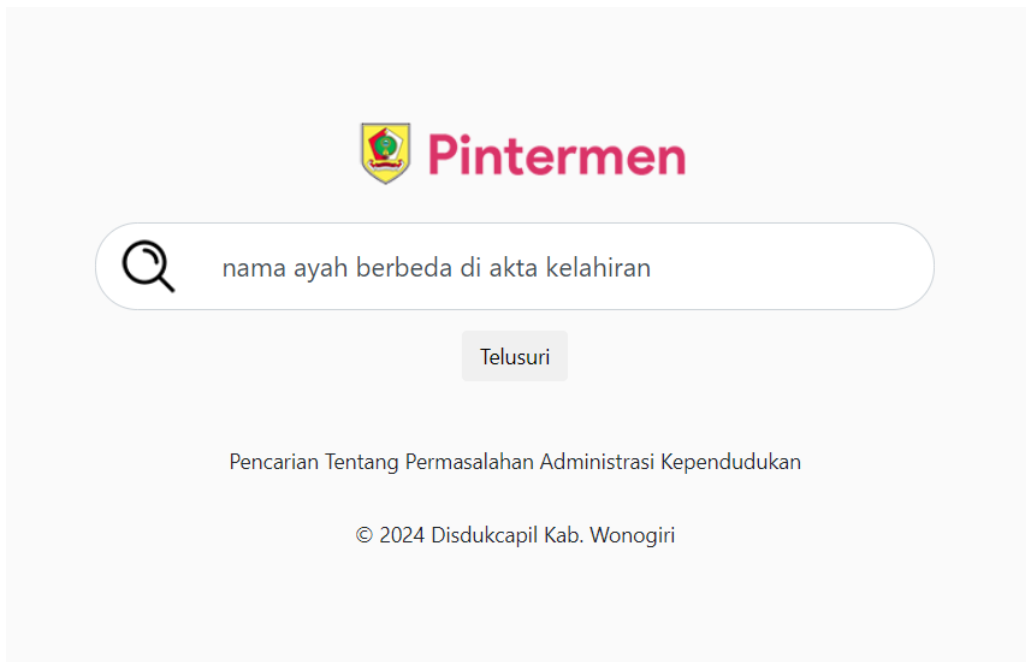 Pintermen
nama ayah berbeda di akta kelahiran
Telusuri
Pencarian Tentang Permasalahan Administrasi Kependudukan
© 2024 Disdukcapil Kab. Wonogiri